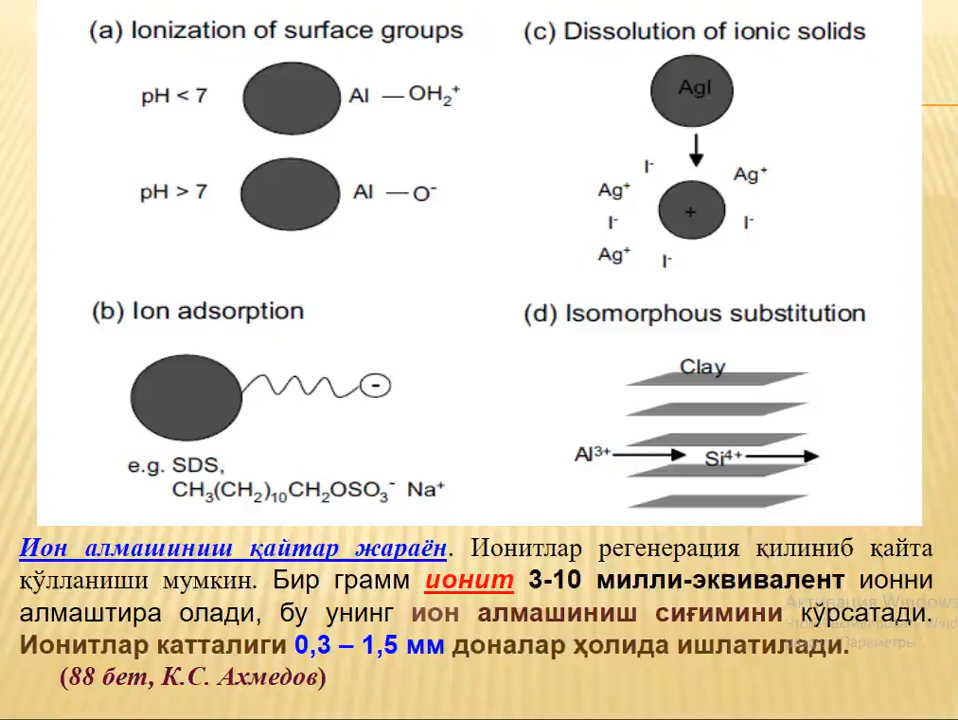 (a) Ionization of surface groups
pH < 7
Al — OH₂⁺
pH > 7
Al — O⁻
(b) Ion adsorption
-
e.g. SDS,
CH₃(CH₂)₁₀CH₂OSO₃⁻ Na⁺
(c) Dissolution of ionic solids
AgI
I⁻
Ag⁺
Ag⁺
+
I⁻
I⁻
Ag⁺
I⁻
(d) Isomorphous substitution
Clay
Al³⁺
Si⁴⁺
Ион алмашиниш қайтар жараён. Ионитлар регенерация қилиниб қайта
қўлланиши мумкин. Бир грамм ионит 3-10 милли-эквивалент ионни
алмаштира олади, бу унинг ион алмашиниш сиғимини кўрсатади.
Ионитлар катталиги 0,3 – 1,5 мм доналар ҳолида ишлатилади.
(88 бет, К.С. Ахмедов)
Активация Windows
"Параметры".